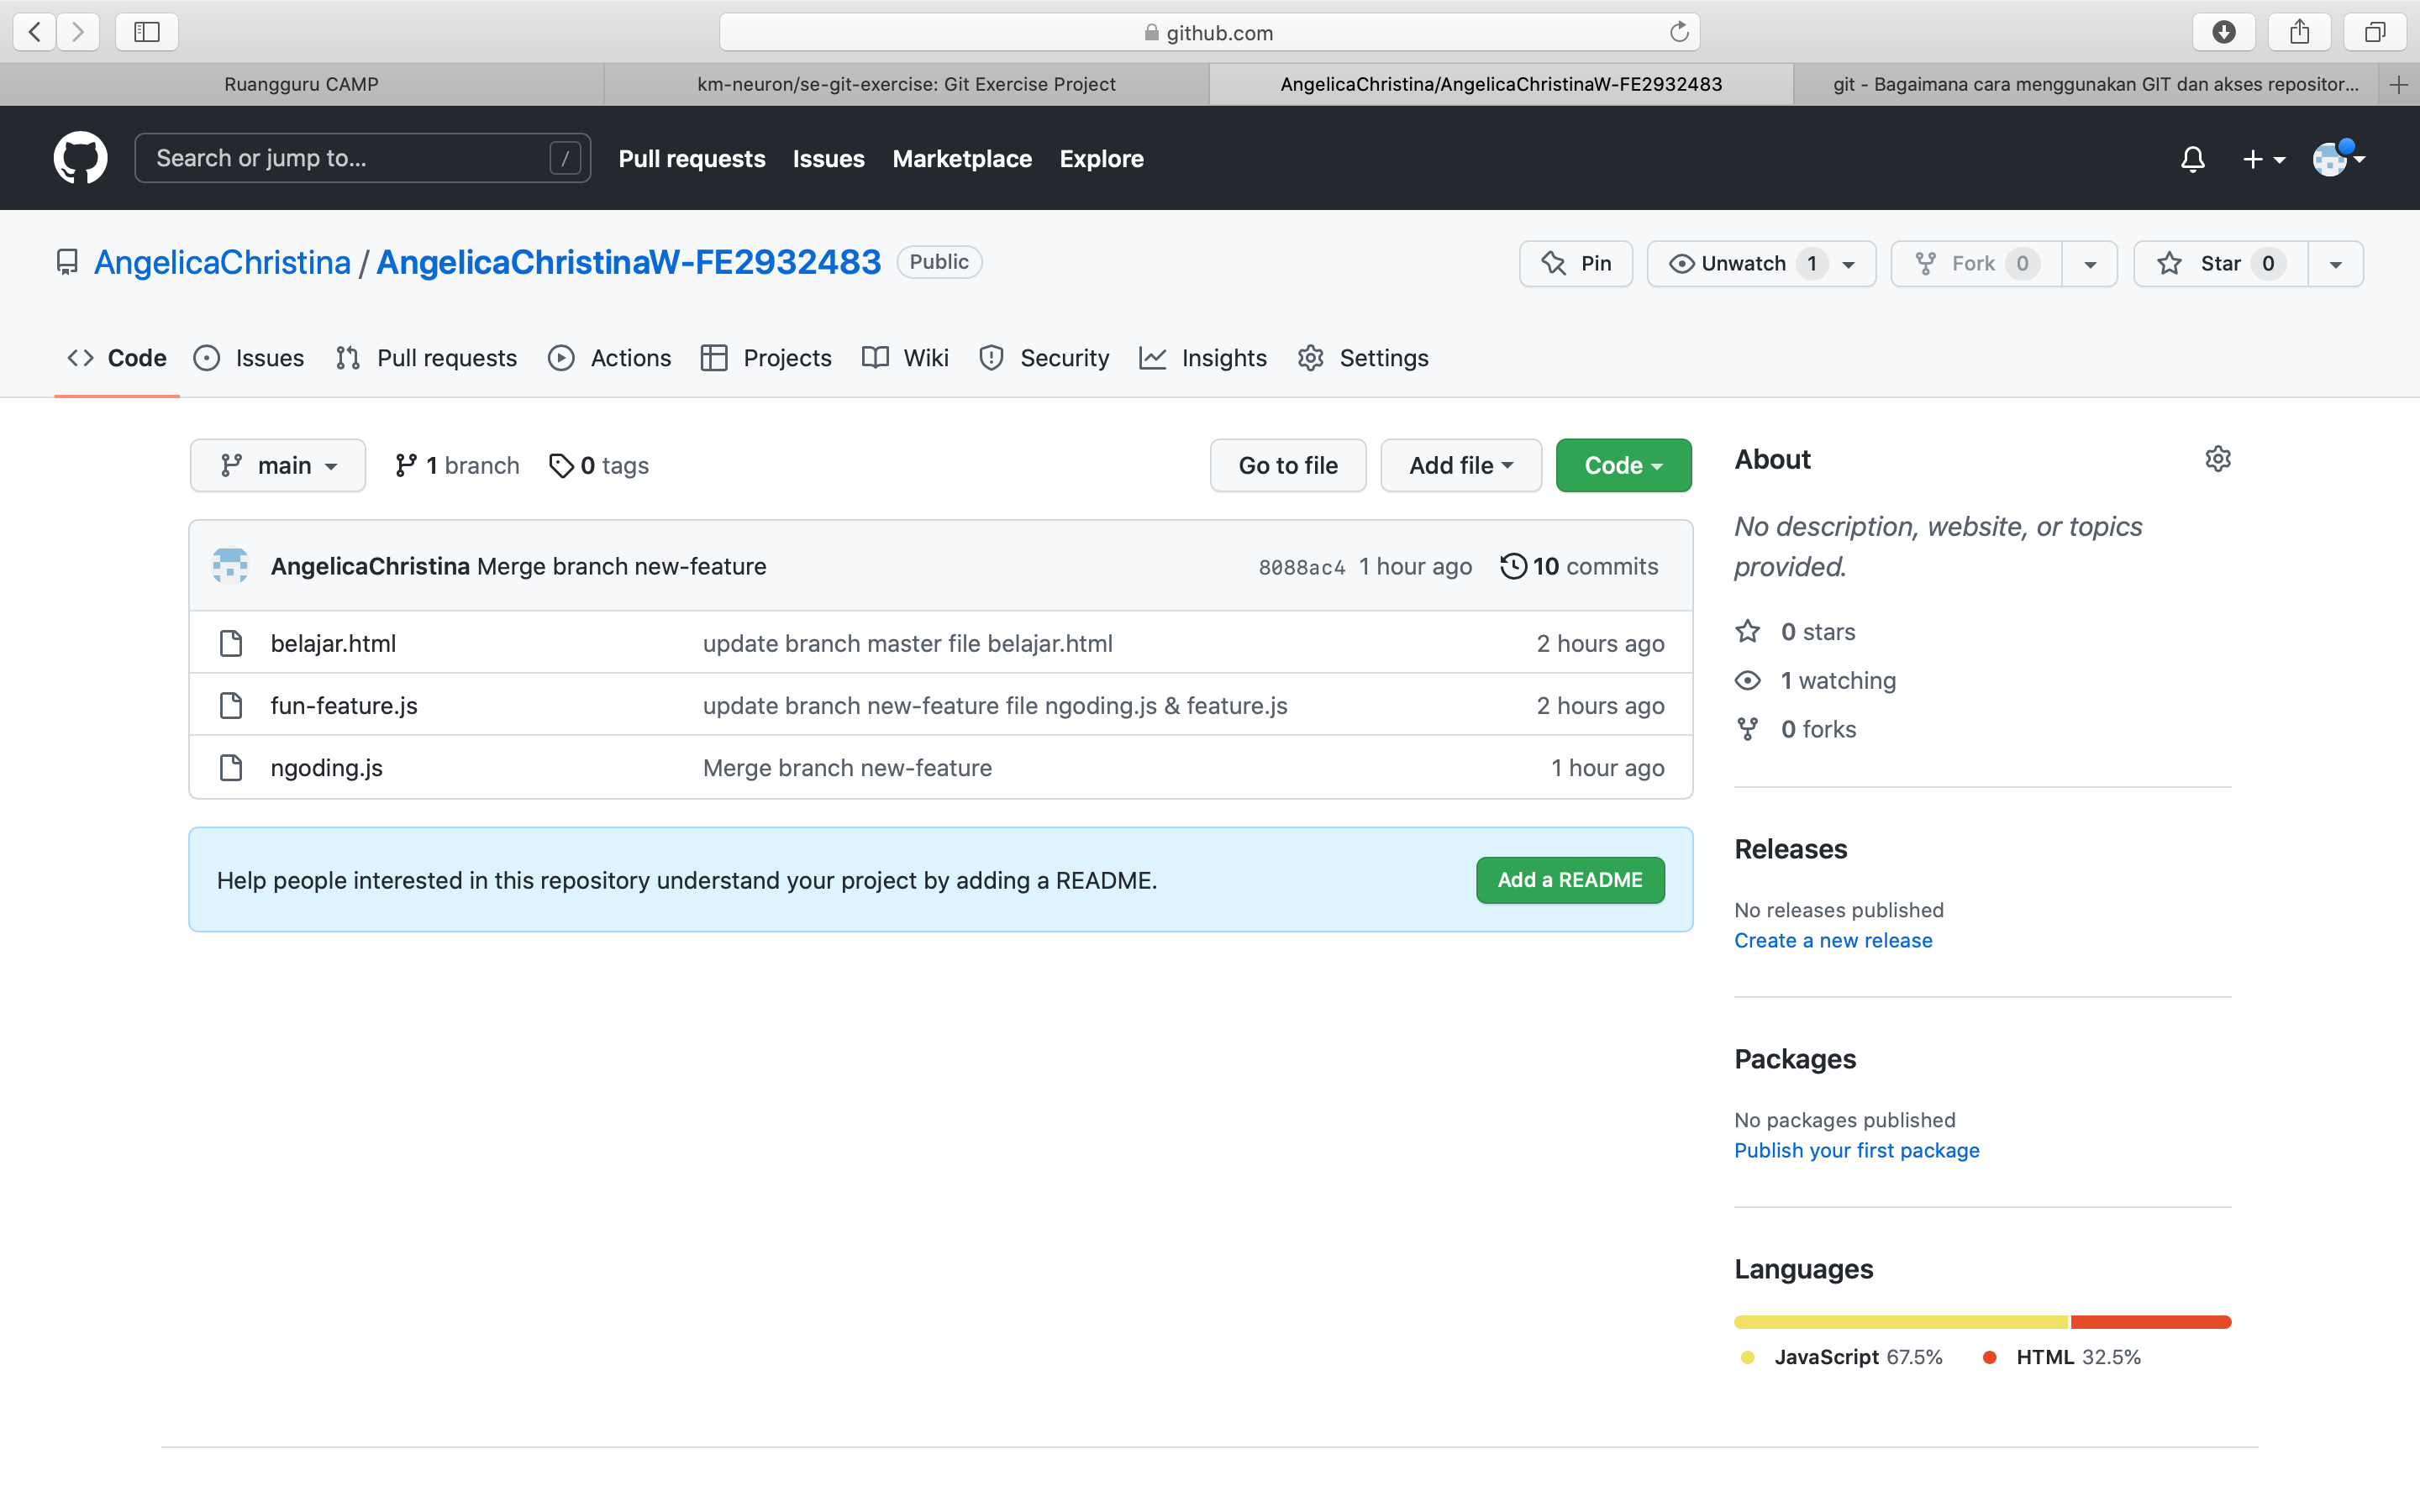 github.com
Ruangguru CAMP
km-neuron/se-git-exercise: Git Exercise Project
AngelicaChristina/AngelicaChristinaW-FE2932483
git - Bagaimana cara menggunakan GIT dan akses repositor...
Search or jump to... /
Pull requests Issues Marketplace Explore
AngelicaChristina / AngelicaChristinaW-FE2932483 Public
Pin Unwatch 1 Fork 0 Star 0
Code Issues Pull requests Actions Projects Wiki Security Insights Settings
main 1 branch 0 tags Go to file Add file Code
AngelicaChristina Merge branch new-feature 8088ac4 1 hour ago 10 commits
belajar.html update branch master file belajar.html 2 hours ago
fun-feature.js update branch new-feature file ngoding.js & feature.js 2 hours ago
ngoding.js Merge branch new-feature 1 hour ago
Help people interested in this repository understand your project by adding a README. Add a README
About
No description, website, or topics
provided.
0 stars
1 watching
0 forks
Releases
No releases published
Create a new release
Packages
No packages published
Publish your first package
Languages
JavaScript 67.5% HTML 32.5%